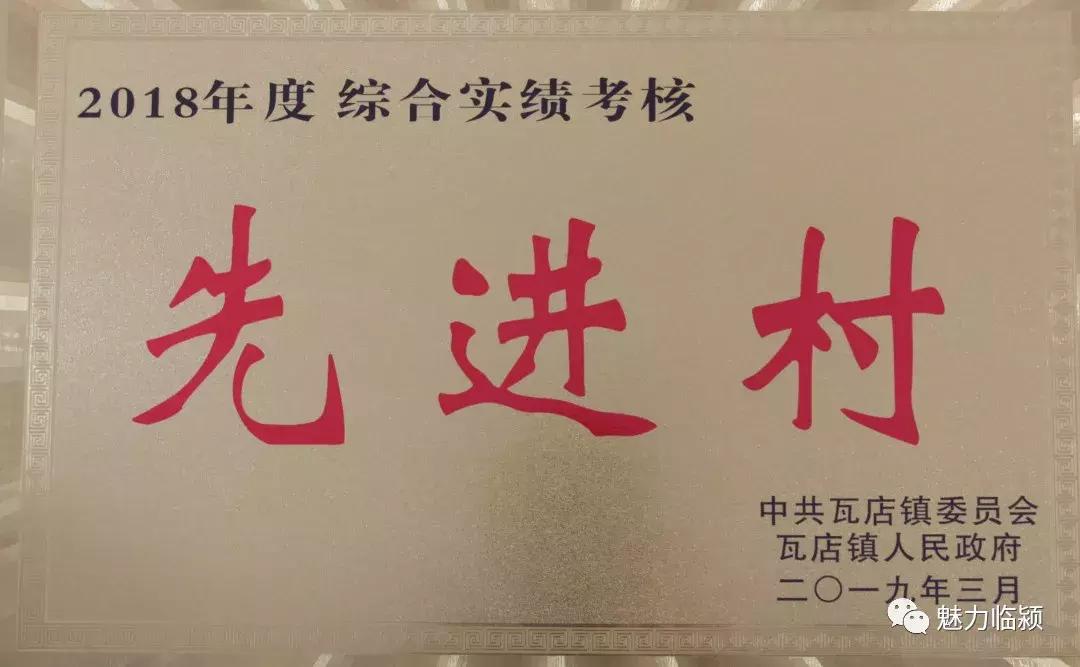 2018年度 综合实绩考核
先进村
中共瓦店镇委员会
瓦店镇人民政府
二〇一九年三月
魅力临颍